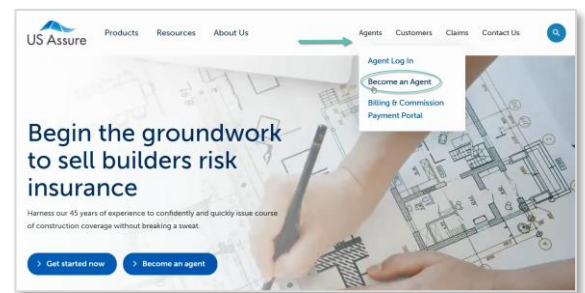 US Assure
Products Resources About Us Agents Customers Claims Contact Us
Agent Log In
Become an Agent
Billing & Commission
Payment Portal
Begin the groundwork
to sell builders risk
insurance
Harness our 45 years of experience to confidently and quickly issue course
of construction coverage without breaking a sweat.
> Get started now > Become an agent